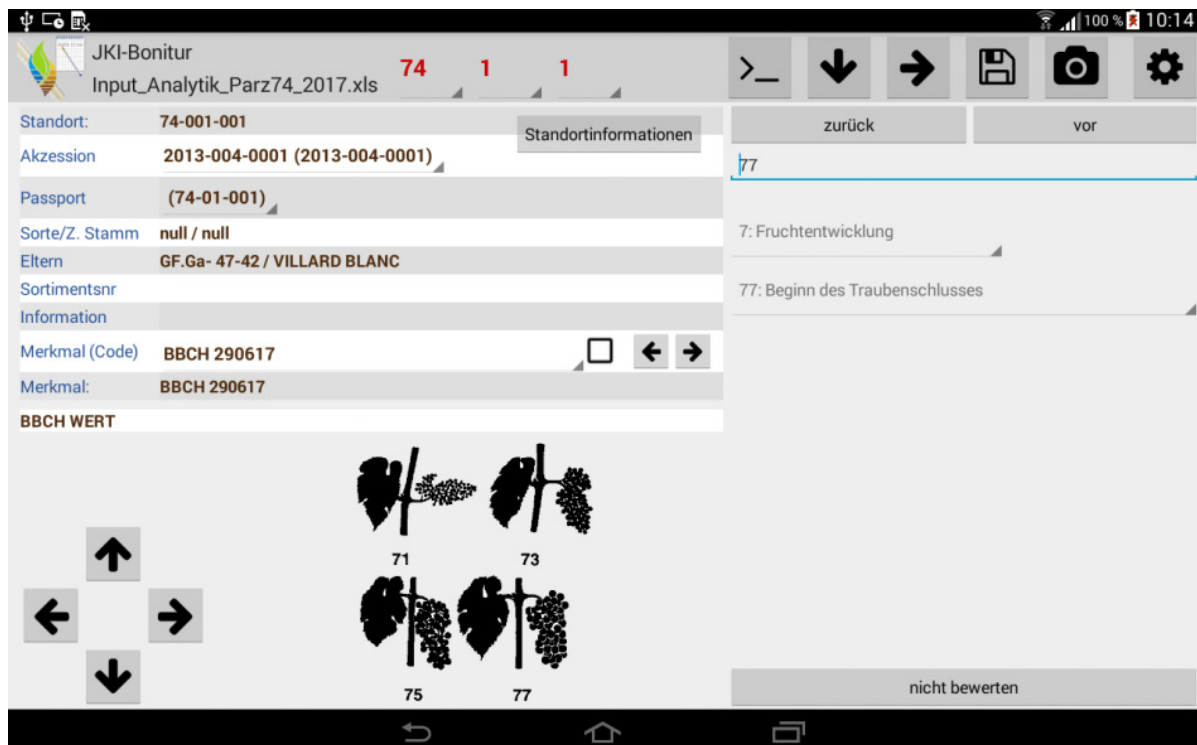 100 % 10:14
JKI-Bonitur
Input_Analytik_Parz74_2017.xls
74 1 1
>_
Standort: 74-001-001
Standortinformationen
Akzession 2013-004-0001 (2013-004-0001)
Passport (74-01-001)
Sorte/Z. Stamm null / null
Eltern GF.Ga- 47-42 / VILLARD BLANC
Sortimentsnr
Information
Merkmal (Code) BBCH 290617
Merkmal: BBCH 290617
BBCH WERT
71 73
75 77
zurück vor
77
7: Fruchtentwicklung
77: Beginn des Traubenschlusses
nicht bewerten